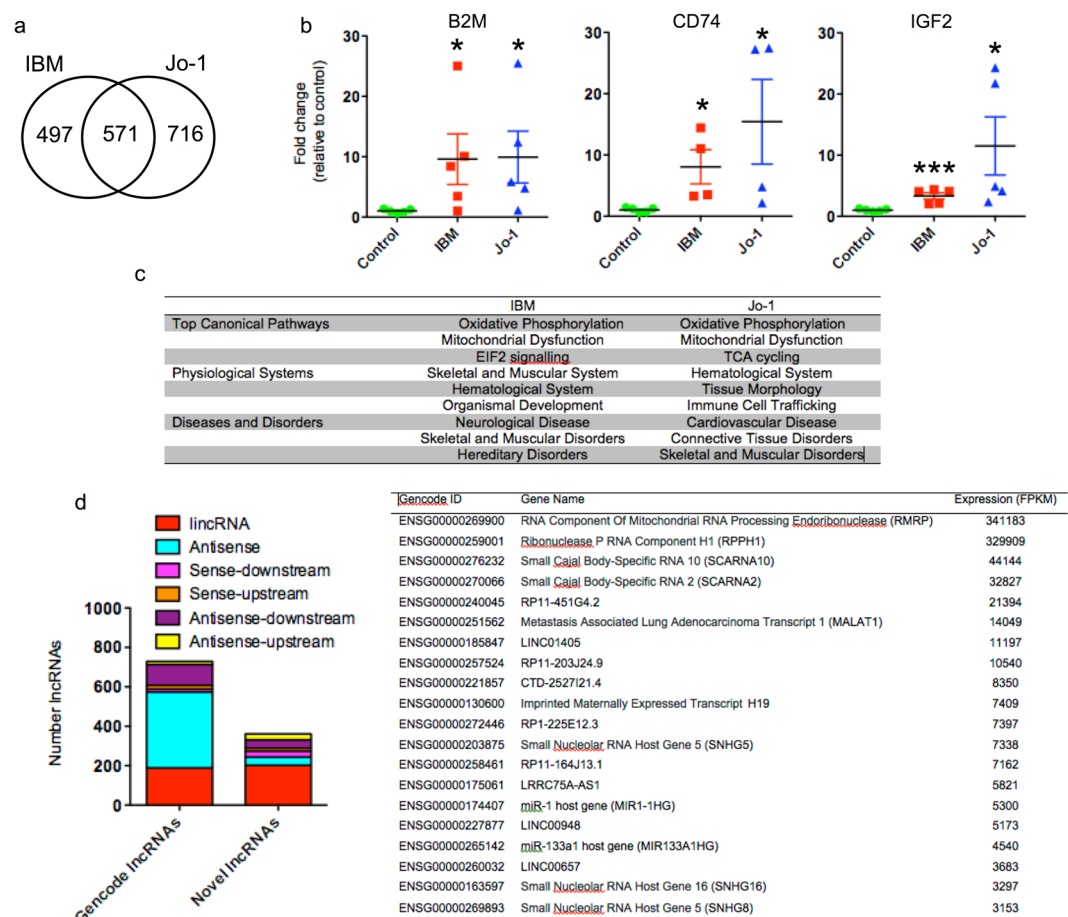 a
IBM
Jo-1
497
571
716
b
B2M
CD74
IGF2
Fold change
(relative to control)
30
20
10
0
*
*
Control
IBM
Jo-1
30
20
10
0
*
*
Control
IBM
Jo-1
30
20
10
0
***
*
Control
IBM
Jo-1
c
IBM Jo-1
Top Canonical Pathways Oxidative Phosphorylation Oxidative Phosphorylation
Mitochondrial Dysfunction Mitochondrial Dysfunction
EIF2 signalling TCA cycling
Physiological Systems Skeletal and Muscular System Hematological System
Hematological System Tissue Morphology
Organismal Development Immune Cell Trafficking
Diseases and Disorders Neurological Disease Cardiovascular Disease
Skeletal and Muscular Disorders Connective Tissue Disorders
Hereditary Disorders Skeletal and Muscular Disorders
d
lincRNA
Antisense
Sense-downstream
Sense-upstream
Antisense-downstream
Antisense-upstream
Number lncRNAs
1000
800
600
400
200
0
Gencode lncRNAs
Novel lncRNAs
Gencode ID Gene Name Expression (FPKM)
ENSG00000269900 RNA Component Of Mitochondrial RNA Processing Endoribonuclease (RMRP) 341183
ENSG00000259001 Ribonuclease P RNA Component H1 (RPPH1) 329909
ENSG00000276232 Small Cajal Body-Specific RNA 10 (SCARNA10) 44144
ENSG00000270066 Small Cajal Body-Specific RNA 2 (SCARNA2) 32827
ENSG00000240045 RP11-451G4.2 21394
ENSG00000251562 Metastasis Associated Lung Adenocarcinoma Transcript 1 (MALAT1) 14049
ENSG00000185847 LINC01405 11197
ENSG00000257524 RP11-203J24.9 10540
ENSG00000221857 CTD-2527I21.4 8350
ENSG00000130600 Imprinted Maternally Expressed Transcript H19 7409
ENSG00000272446 RP1-225E12.3 7397
ENSG00000203875 Small Nucleolar RNA Host Gene 5 (SNHG5) 7338
ENSG00000258461 RP11-164J13.1 7162
ENSG00000175061 LRRC75A-AS1 5821
ENSG00000174407 miR-1 host gene (MIR1-1HG) 5300
ENSG00000227877 LINC00948 5173
ENSG00000265142 miR-133a1 host gene (MIR133A1HG) 4540
ENSG00000260032 LINC00657 3683
ENSG00000163597 Small Nucleolar RNA Host Gene 16 (SNHG16) 3297
ENSG00000269893 Small Nucleolar RNA Host Gene 5 (SNHG8) 3153